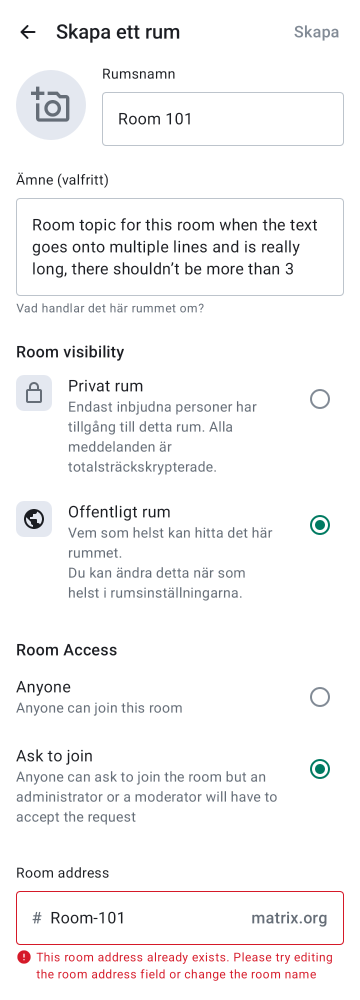 Skapa ett rum
Skapa
Rumsnamn
Room 101
Ämne (valfritt)
Room topic for this room when the text
goes onto multiple lines and is really
long, there shouldn’t be more than 3
Vad handlar det här rummet om?
Room visibility
Privat rum
Endast inbjudna personer har
tillgång till detta rum. Alla
meddelanden är
totalsträckskrypterade.
Offentligt rum
Vem som helst kan hitta det här
rummet.
Du kan ändra detta när som
helst i rumsinställningarna.
Room Access
Anyone
Anyone can join this room
Ask to join
Anyone can ask to join the room but an
administrator or a moderator will have to
accept the request
Room address
# Room-101 matrix.org
This room address already exists. Please try editing
the room address field or change the room name